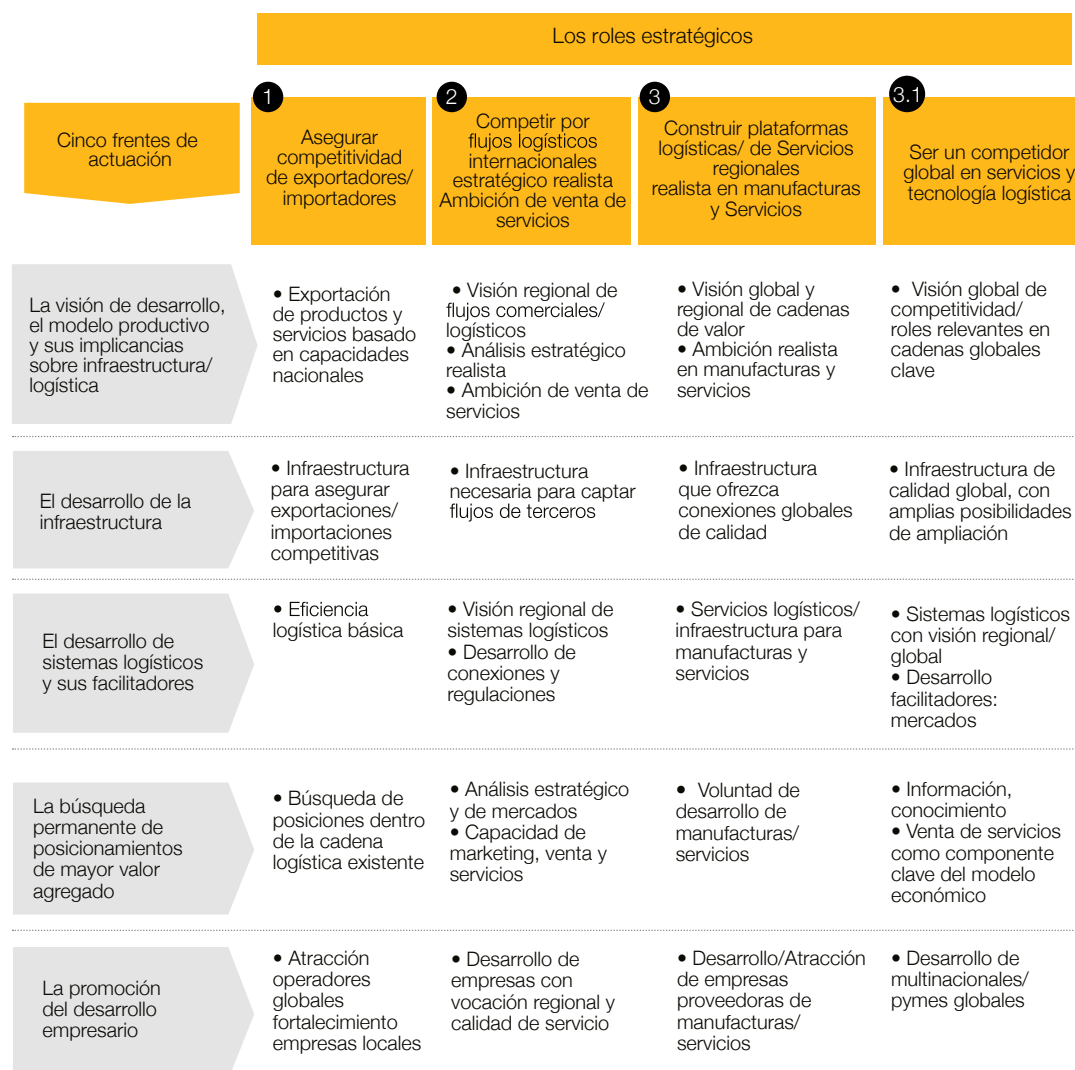 Los roles estratégicos
Cinco frentes de
actuación
1
Asegurar
competitividad
de exportadores/
importadores
2
Competir por
flujos logísticos
internacionales
estratégico realista
Ambición de venta de
servicios
3
Construir plataformas
logísticas/ de Servicios
regionales
realista en manufacturas
y Servicios
3.1
Ser un competidor
global en servicios y
tecnología logística
La visión de desarrollo,
el modelo productivo
y sus implicancias
sobre infraestructura/
logística
• Exportación
de productos y
servicios basado
en capacidades
nacionales
• Visión regional de
flujos comerciales/
logísticos
• Análisis estratégico
realista
• Ambición de venta de
servicios
• Visión global y
regional de cadenas
de valor
• Ambición realista
en manufacturas y
servicios
• Visión global de
competitividad/
roles relevantes en
cadenas globales
clave
El desarrollo de la
infraestructura
• Infraestructura
para asegurar
exportaciones/
importaciones
competitivas
• Infraestructura
necesaria para captar
flujos de terceros
• Infraestructura
que ofrezca
conexiones globales
de calidad
• Infraestructura de
calidad global, con
amplias posibilidades
de ampliación
El desarrollo de
sistemas logísticos
y sus facilitadores
• Eficiencia
logística básica
• Visión regional de
sistemas logísticos
• Desarrollo de
conexiones y
regulaciones
• Servicios logísticos/
infraestructura para
manufacturas y
servicios
• Sistemas logísticos
con visión regional/
global
• Desarrollo
facilitadores:
mercados
La búsqueda
permanente de
posicionamientos
de mayor valor
agregado
• Búsqueda de
posiciones dentro
de la cadena
logística existente
• Análisis estratégico
y de mercados
• Capacidad de
marketing, venta y
servicios
• Voluntad de
desarrollo de
manufacturas/
servicios
• Información,
conocimiento
• Venta de servicios
como componente
clave del modelo
económico
La promoción
del desarrollo
empresario
• Atracción
operadores
globales
fortalecimiento
empresas locales
• Desarrollo de
empresas con
vocación regional y
calidad de servicio
• Desarrollo/Atracción
de empresas
proveedoras de
manufacturas/
servicios
• Desarrollo de
multinacionales/
pymes globales